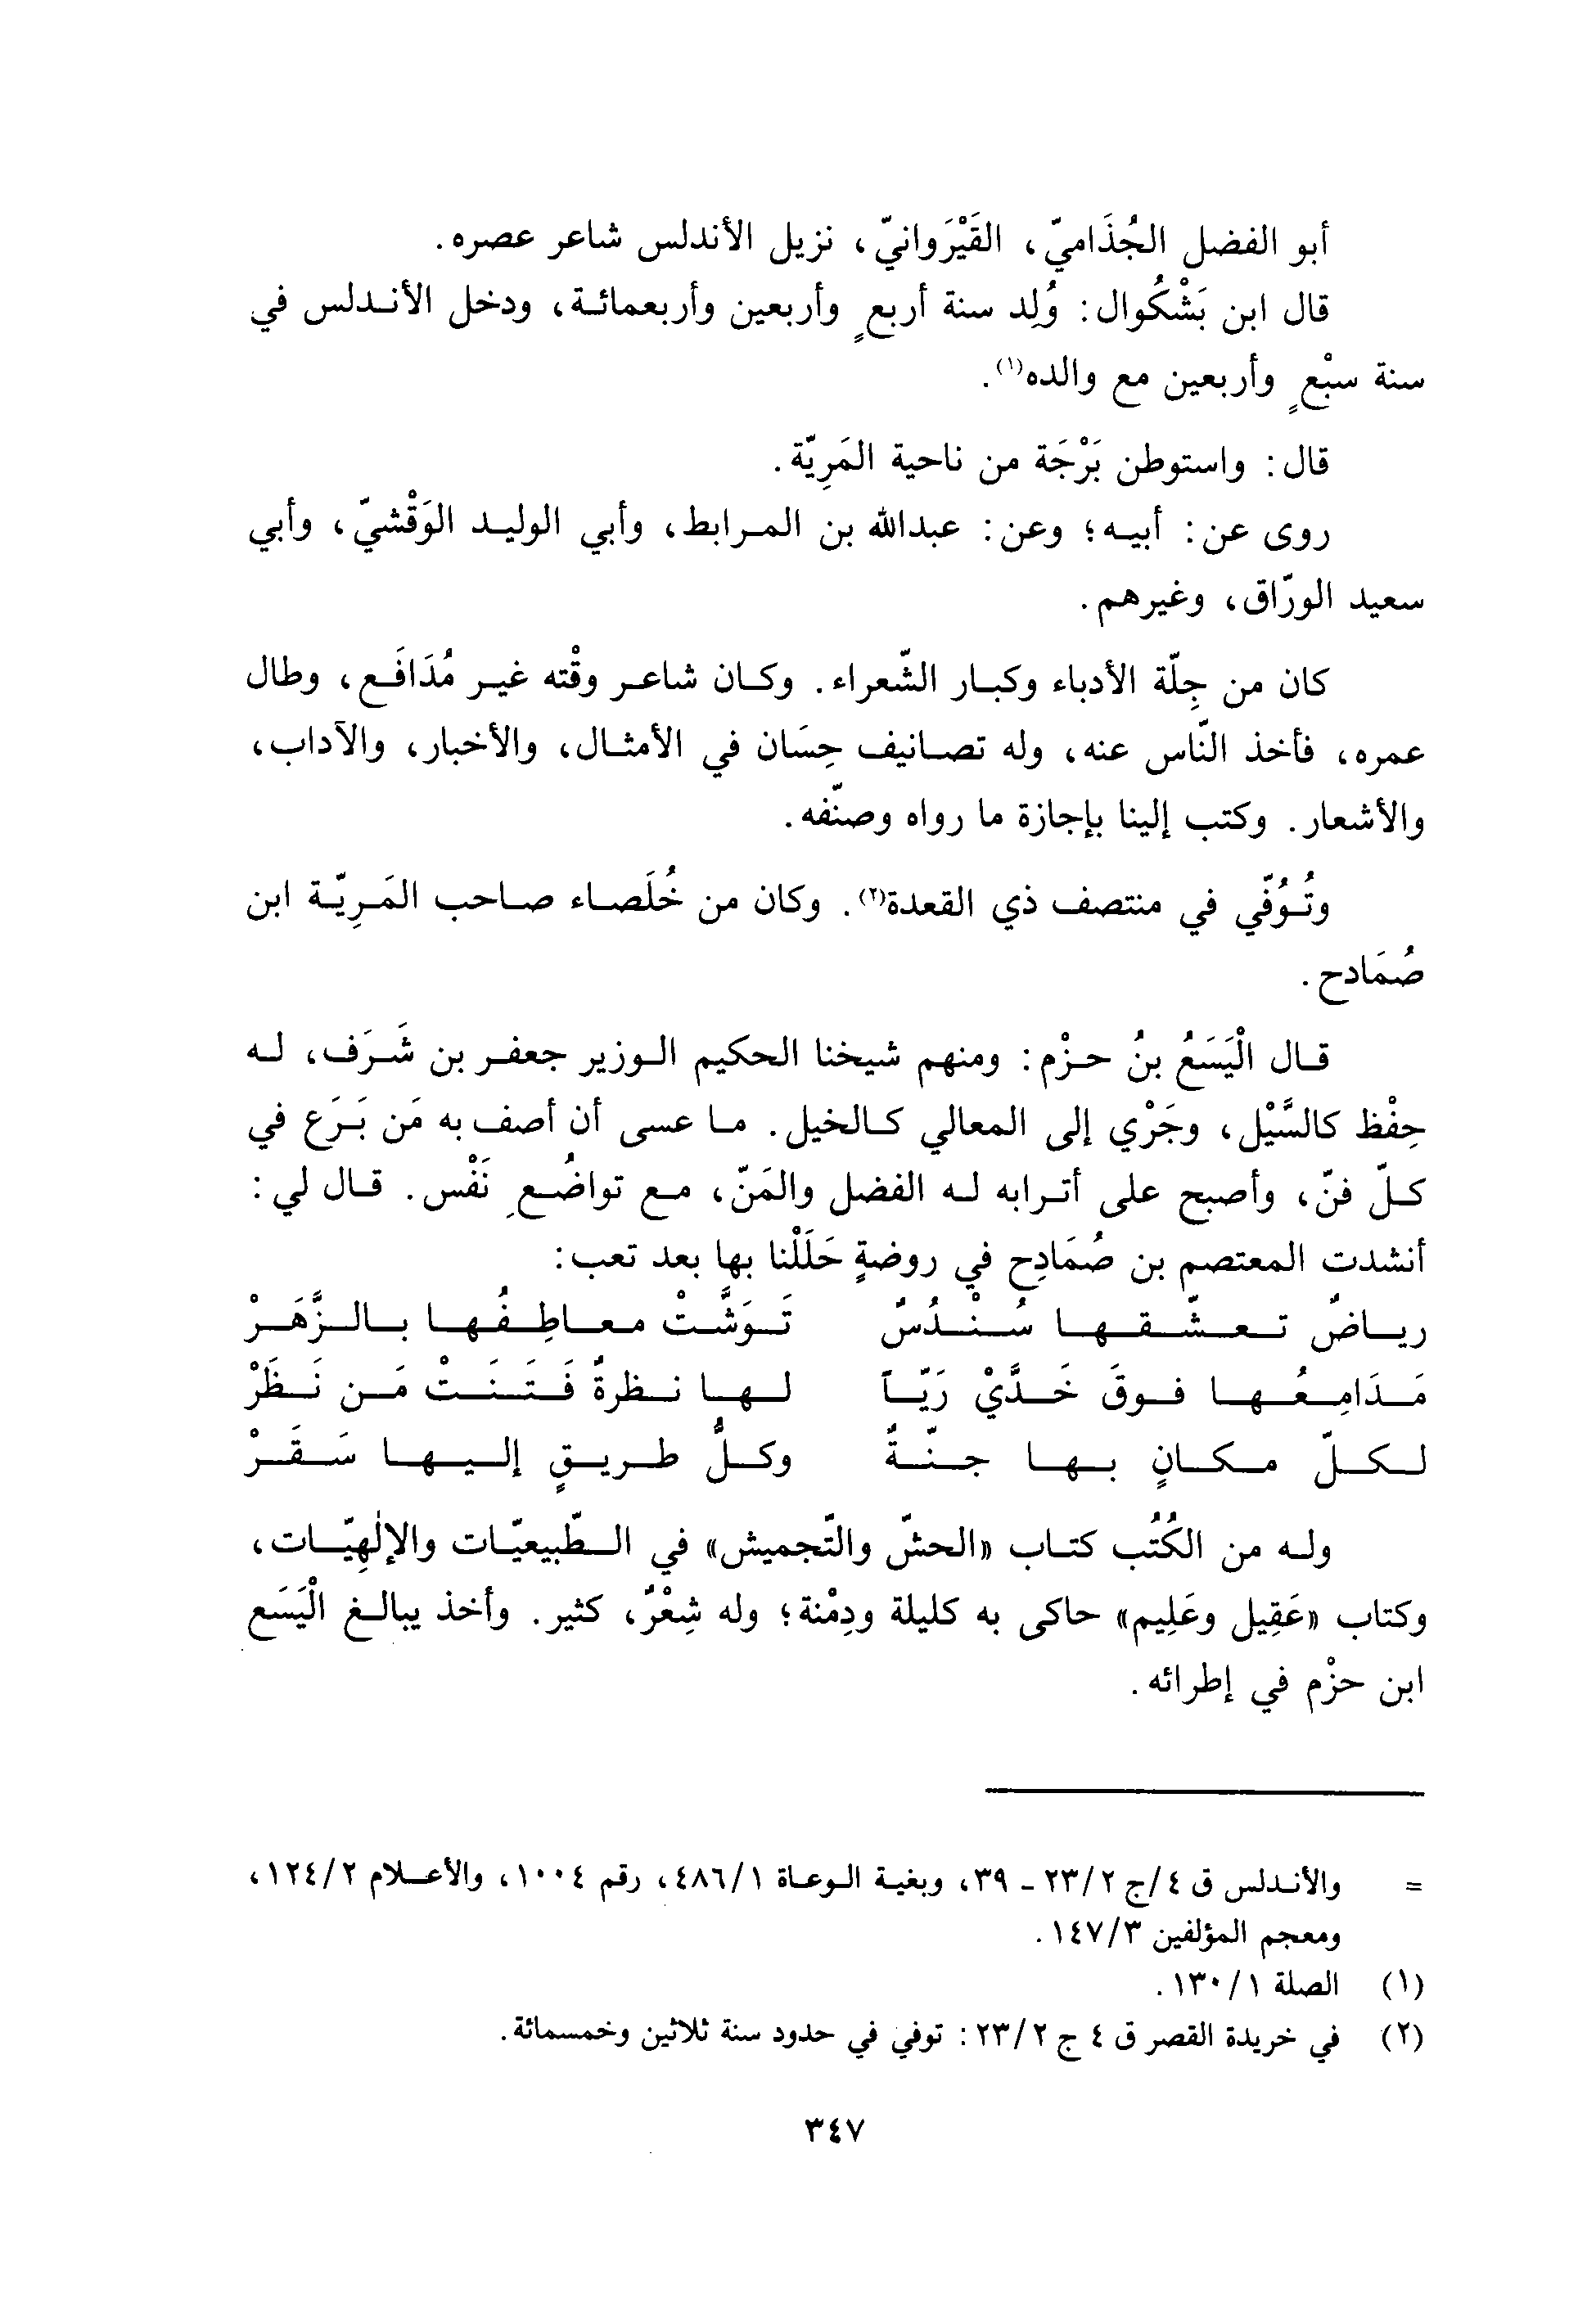 أبو الفضل الجُذَاميّ، القَيْرَوانيّ، نزيل الأندلس شاعر عصره.
قال ابن بَشْكُوال: وُلِد سنة أربعٍ وأربعين وأربعمائة، ودخل الأندلس في
سنة سبْعٍ وأربعين مع والده(١).
قال: واستوطن بَرْجَة من ناحية المَرِيّة.
روى عن: أبيه؛ وعن: عبدالله بن المرابط، وأبي الوليد الوَقْشيّ، وأبي
سعيد الورّاق، وغيرهم.
كان من جِلّة الأدباء وكبار الشّعراء. وكان شاعر وقْته غير مُدَافَع، وطال
عمره، فأخذ النّاس عنه، وله تصانيف حِسَان في الأمثال، والأخبار، والآداب،
والأشعار. وكتب إلينا بإجازة ما رواه وصنّفه.
وتُوُفّي في منتصف ذي القعدة(٢). وكان من خُلَصاء صاحب المَرِيّة ابن
صُمَادح.
قال الْيَسَعُ بنُ حزْم: ومنهم شيخنا الحكيم الوزير جعفر بن شَرَف، له
حِفْظ كالسَّيْل، وجَرْي إلى المعالي كالخيل. ما عسى أن أصف به مَن بَرَع في
كلّ فنّ، وأصبح على أترابه له الفضل والمَنّ، مع تواضُعِ نَفْس. قال لي:
أنشدت المعتصم بن صُمَادِح في روضةٍ حَلَلْنا بها بعد تعب:
رياضٌ تعشّقها سُنْدُسٌ تَوَشَّتْ معاطِفُها بالزَّهَرْ
مَدَامِعُها فوقَ خَدَّيْ رَيّاً لها نظرةٌ فَتَنَتْ مَن نَظَرْ
لكلّ مكانٍ بها جنّةٌ وكلُّ طريقٍ إليها سَقَرْ
وله من الكُتُب كتاب «الحشّ والتّجميش» في الطّبيعيّات والإلٰهِيّات،
وكتاب «عَقِيل وعَلِيم» حاكى به كليلة ودِمْنة؛ وله شِعْرٌ، كثير. وأخذ يبالغ الْيَسَع
ابن حزْم في إطرائه.
= والأندلس ق ٤/ج ٢٣/٢ - ٣٩، وبغية الوعاة ٤٨٦/١، رقم ١٠٠٤، والأعلام ١٢٤/٢،
ومعجم المؤلفين ١٤٧/٣.
(١) الصلة ١٣٠/١.
(٢) في خريدة القصر ق ٤ ج ٢٣/٢: توفي في حدود سنة ثلاثين وخمسمائة.
٣٤٧